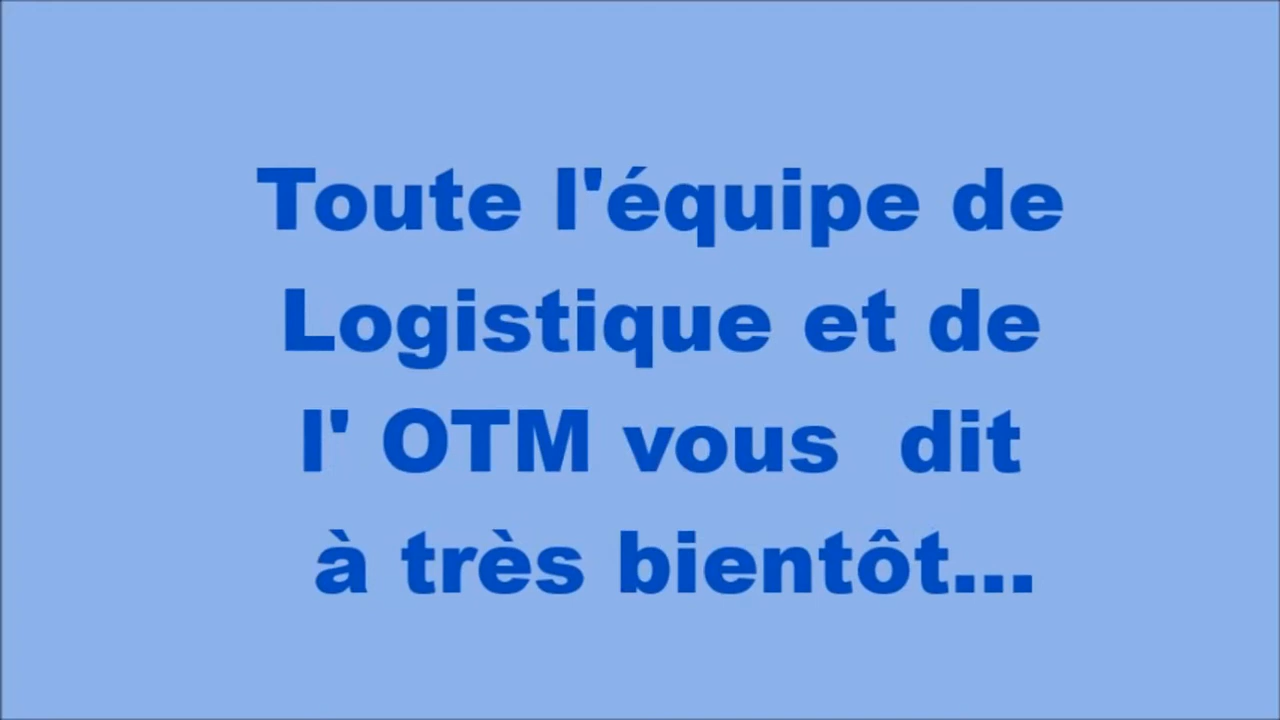 Toute l'équipe de
Logistique et de
l' OTM vous  dit
à très bientôt...